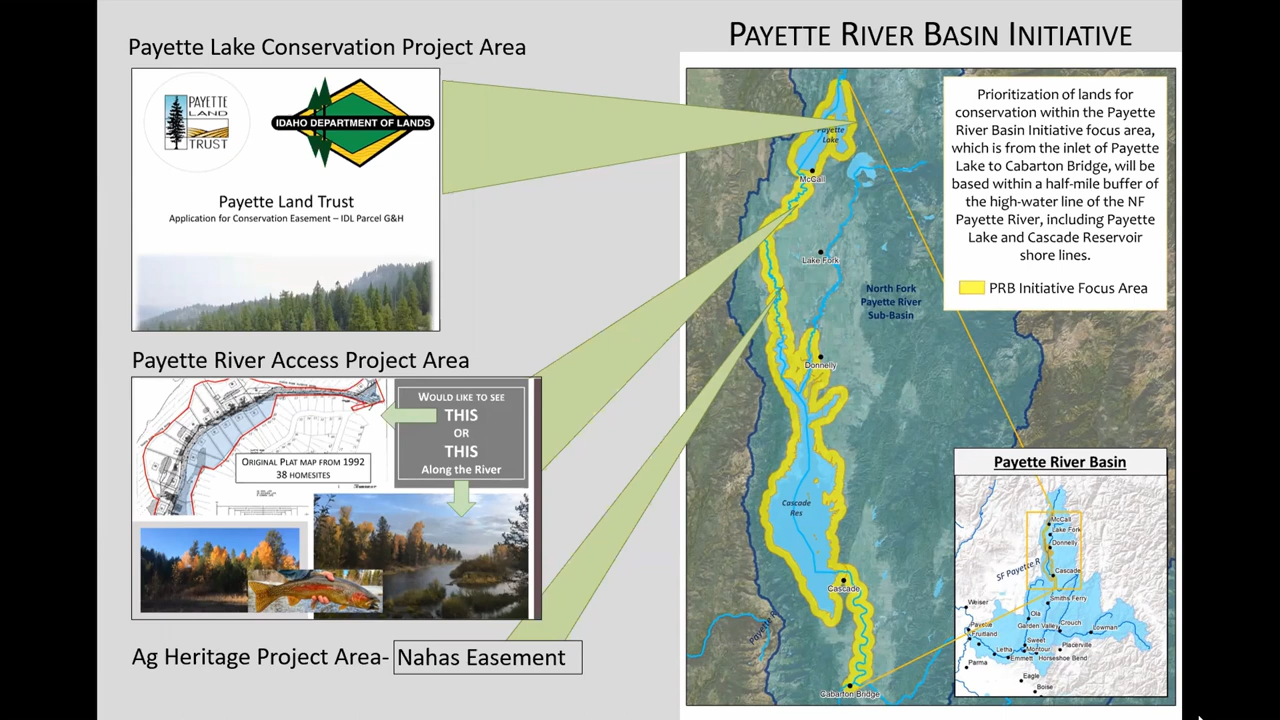 Payette Lake Conservation Project Area
PAYETTE
LAND
TRUST
IDAHO DEPARTMENT OF LANDS
Payette Land Trust
Application for Conservation Easement – IDL Parcel G&H
Payette River Access Project Area
ORIGINAL PLAT MAP FROM 1992
38 HOMESITES
WOULD LIKE TO SEE
THIS
OR
THIS
Along the River
Ag Heritage Project Area-
Nahas Easement
PAYETTE RIVER BASIN INITIATIVE
Payette
Lake
McCall
Lake Fork
North Fork
Payette River
Sub-Basin
Donnelly
Cascade
Res
Cascade
Payette R
Cabarton Bridge
Prioritization of lands for
conservation within the Payette
River Basin Initiative focus area,
which is from the inlet of Payette
Lake to Cabarton Bridge, will be
based within a half-mile buffer of
the high-water line of the NF
Payette River, including Payette
Lake and Cascade Reservoir
shore lines.
PRB Initiative Focus Area
Payette River Basin
McCall
Lake Fork
Donnelly
SF Payette R
Cascade
Smiths Ferry
Weiser
Ola
Payette
Garden Valley
Crouch
Lowman
Fruitland
Sweet
Placerville
Letha
Montour
Emmett
Horseshoe Bend
Parma
Eagle
Boise